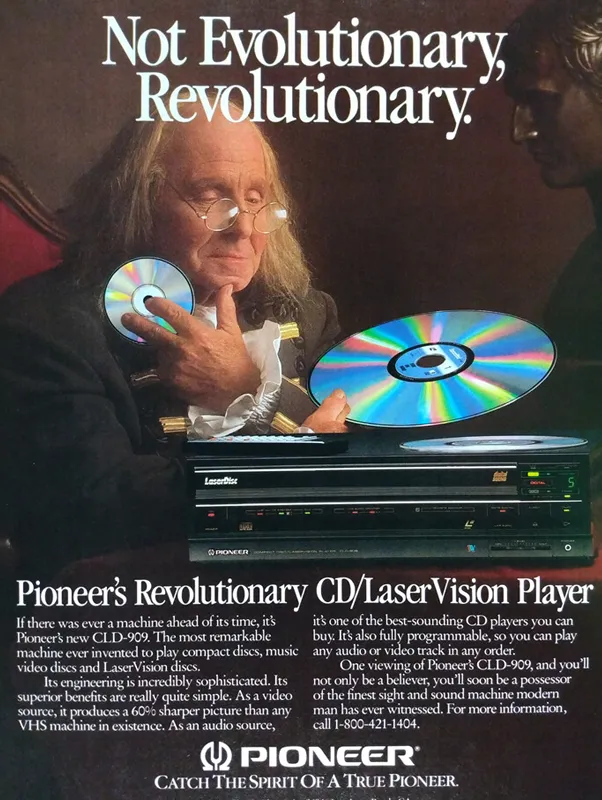 Not Evolutionary,
Revolutionary.
LaserDisc
digital
SOUND
DIGITAL
5
PIONEER
Pioneer's Revolutionary CD/LaserVision Player
If there was ever a machine ahead of its time, it's
Pioneer's new CLD-909. The most remarkable
machine ever invented to play compact discs, music
video discs and LaserVision discs.
Its engineering is incredibly sophisticated. Its
superior benefits are really quite simple. As a video
source, it produces a 60% sharper picture than any
VHS machine in existence. As an audio source,
it's one of the best-sounding CD players you can
buy. It's also fully programmable, so you can play
any audio or video track in any order.
One viewing of Pioneer's CLD-909, and you'll
not only be a believer, you'll soon be a possessor
of the finest sight and sound machine modern
man has ever witnessed. For more information,
call 1-800-421-1404.
PIONEER®
CATCH THE SPIRIT OF A TRUE PIONEER.